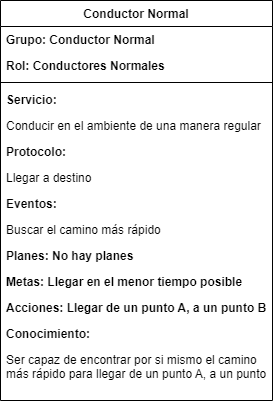 Conductor Normal
Grupo: Conductor Normal
Rol: Conductores Normales
Servicio:
Conducir en el ambiente de una manera regular
Protocolo:
Llegar a destino
Eventos:
Buscar el camino más rápido
Planes: No hay planes
Metas: Llegar en el menor tiempo posible
Acciones: Llegar de un punto A, a un punto B
Conocimiento:
Ser capaz de encontrar por si mismo el camino
más rápido para llegar de un punto A, a un punto